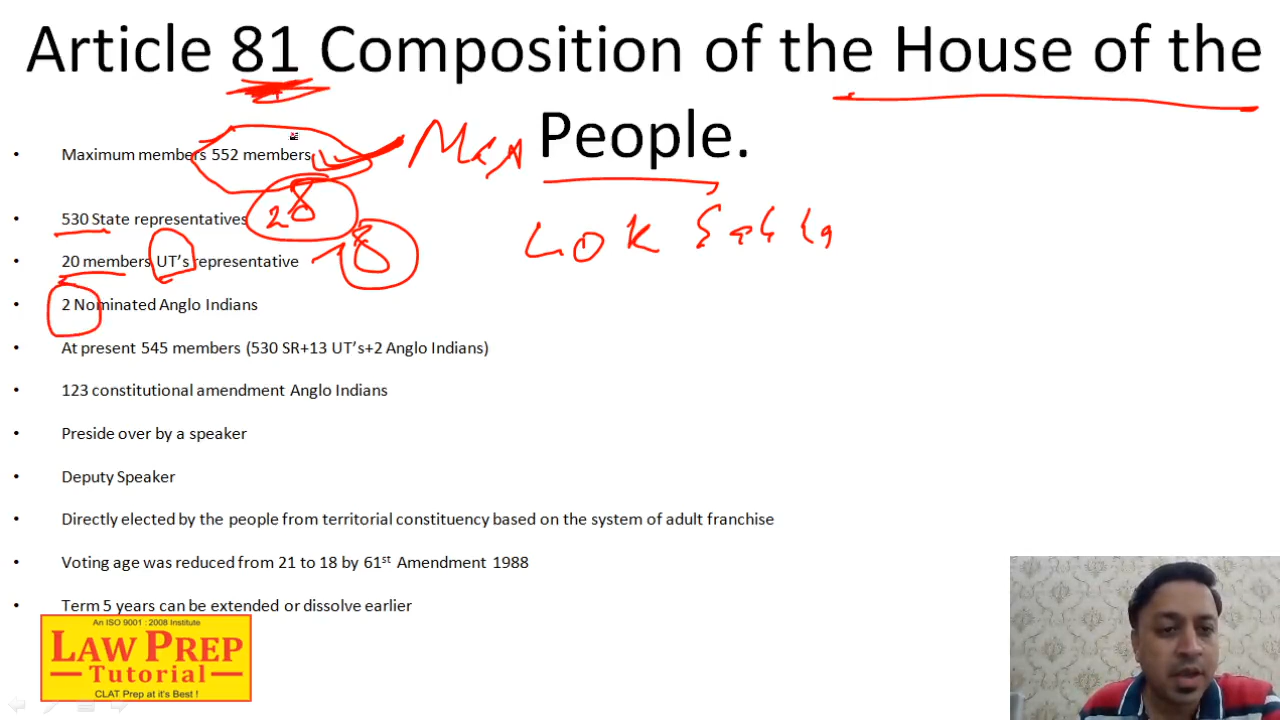 Article 81 Composition of the House of the
People.
• Maximum members 552 members
Max
• 530 State representatives 28
Lok Sabha
• 20 members UT's representative 8
• 2 Nominated Anglo Indians
• At present 545 members (530 SR+13 UT's+2 Anglo Indians)
• 123 constitutional amendment Anglo Indians
• Preside over by a speaker
• Deputy Speaker
• Directly elected by the people from territorial constituency based on the system of adult franchise
• Voting age was reduced from 21 to 18 by 61st Amendment 1988
• Term 5 years can be extended or dissolve earlier
An ISO 9001 : 2008 Institute
LAW PREP
Tutorial
CLAT Prep at it's Best !